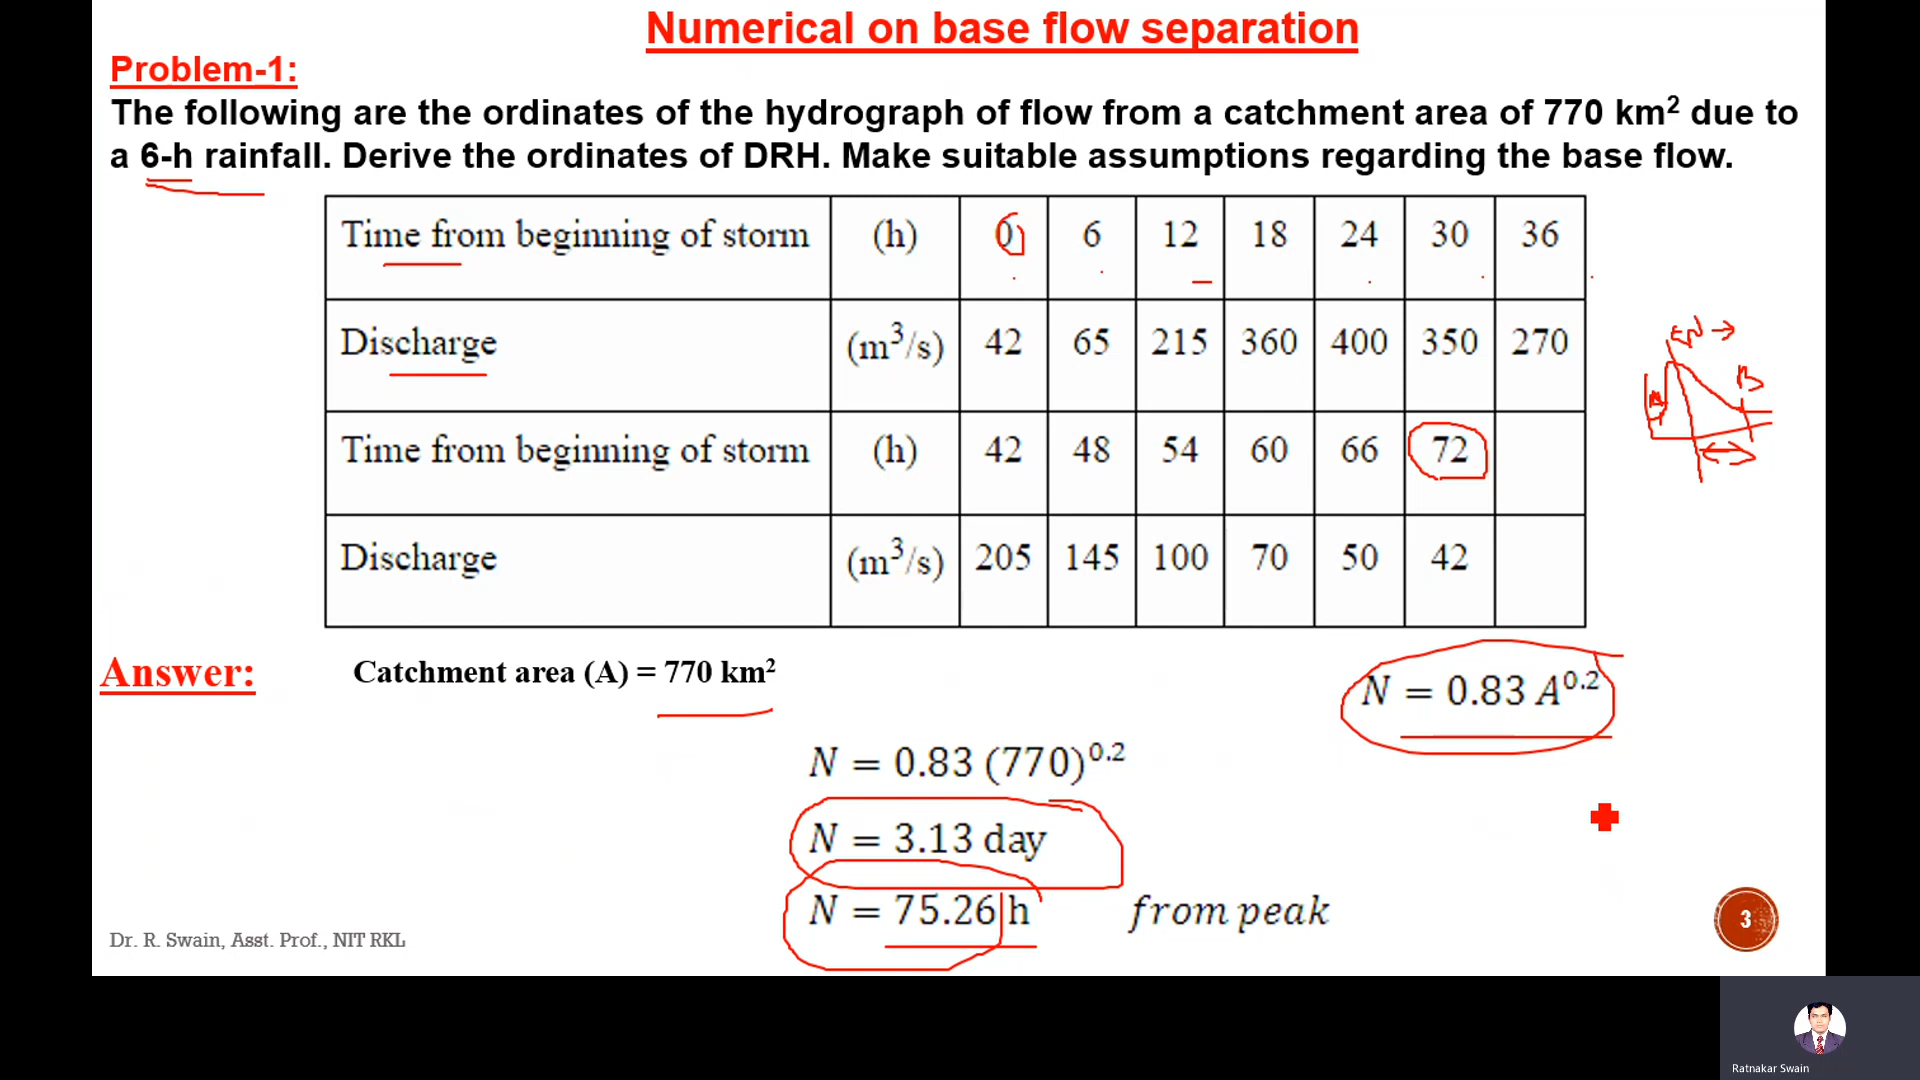 Numerical on base flow separation
Problem-1:
The following are the ordinates of the hydrograph of flow from a catchment area of 770 km² due to
a 6-h rainfall. Derive the ordinates of DRH. Make suitable assumptions regarding the base flow.
Time from beginning of storm (h) 0 6 12 18 24 30 36
Discharge (m³/s) 42 65 215 360 400 350 270
Time from beginning of storm (h) 42 48 54 60 66 72
Discharge (m³/s) 205 145 100 70 50 42
N →
B
A
Answer: Catchment area (A) = 770 km²
N = 0.83 A^0.2
N = 0.83 (770)^0.2
N = 3.13 day
N = 75.26 h from peak
Dr. R. Swain, Asst. Prof., NIT RKL
3
Ratnakar Swain